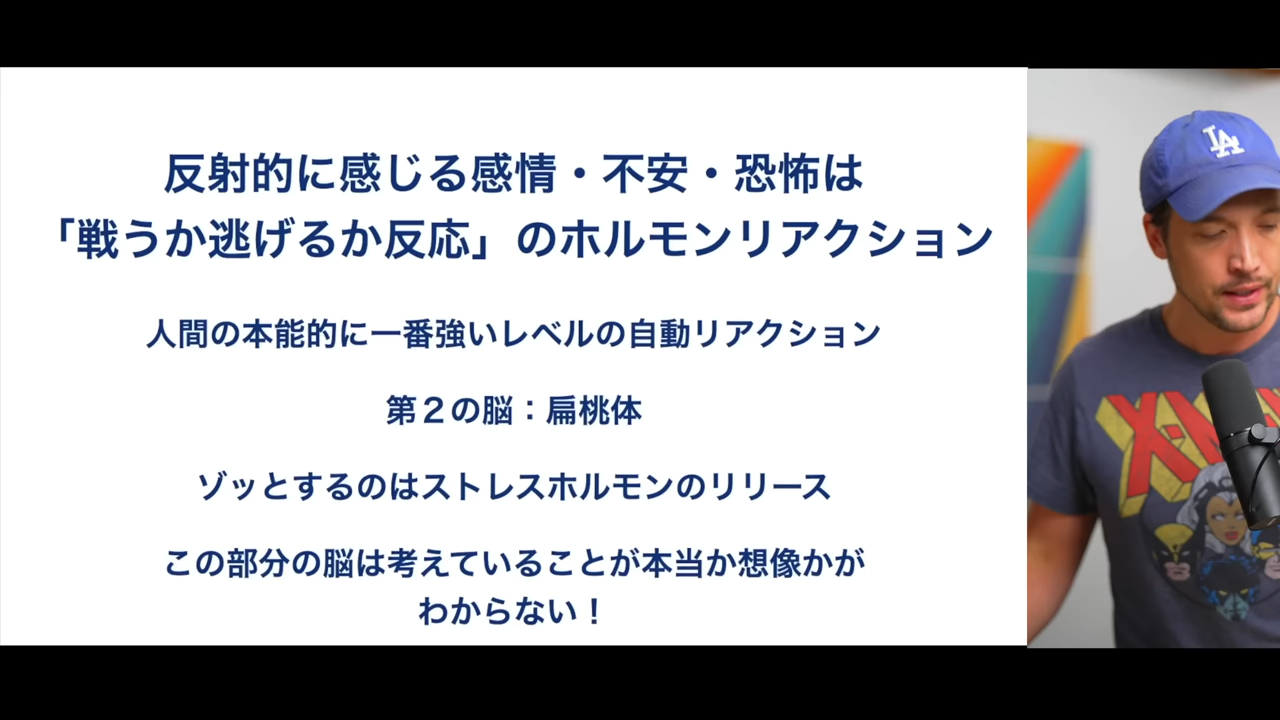 反射的に感じる感情・不安・恐怖は
「戦うか逃げるか反応」のホルモンリアクション
人間の本能的に一番強いレベルの自動リアクション
第２の脳：扁桃体
ゾッとするのはストレスホルモンのリリース
この部分の脳は考えていることが本当か想像かが
わからない！
LA